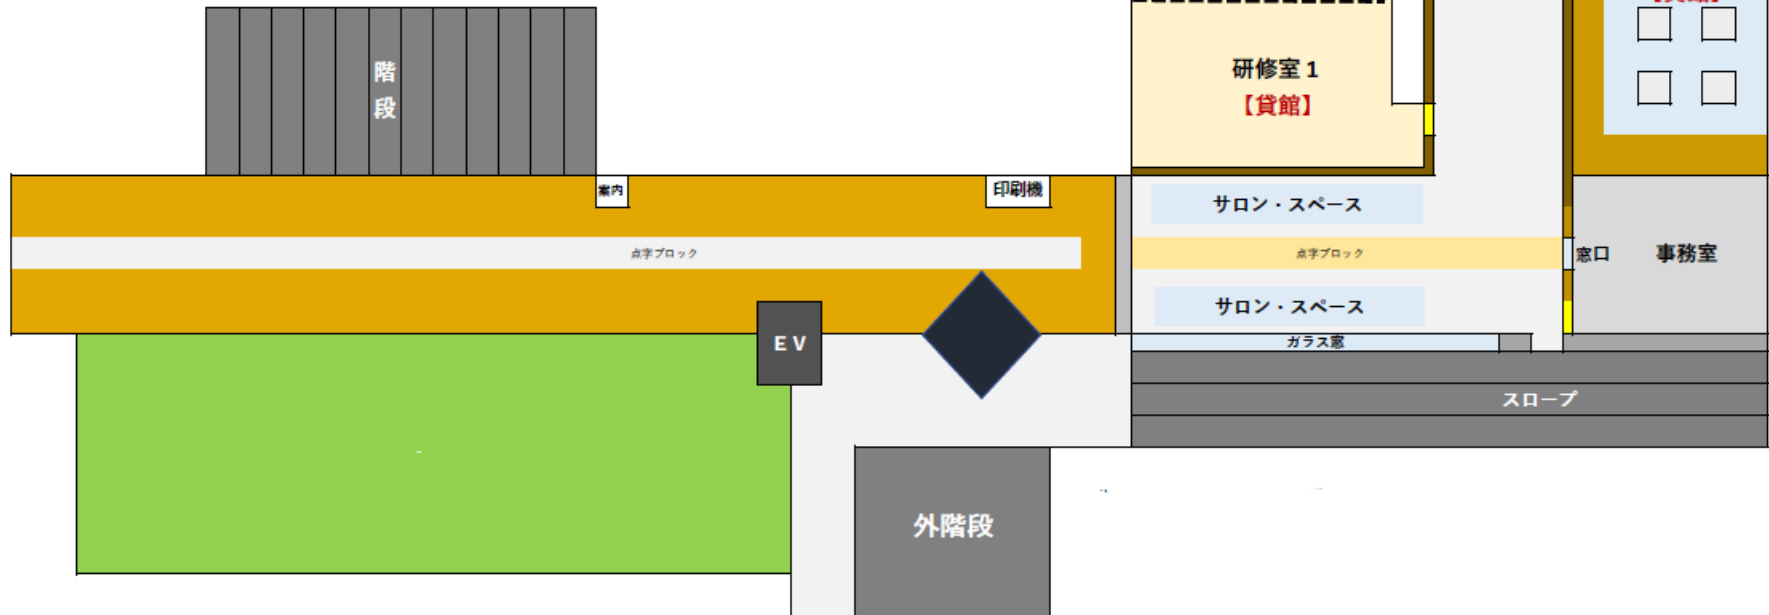 階
段
研修室1
【貸館】
案内
印刷機
サロン・スペース
点字ブロック
点字ブロック
窓口
事務室
サロン・スペース
EV
ガラス窓
スロープ
外階段